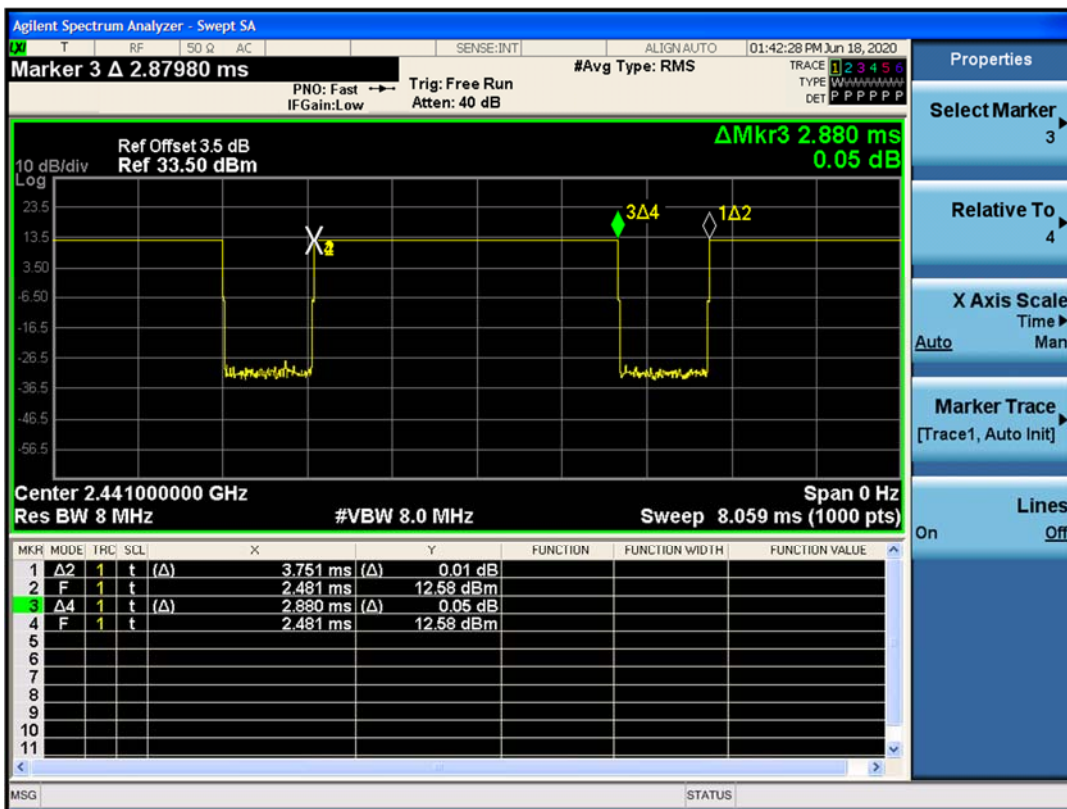 Agilent Spectrum Analyzer - Swept SA
LXI T RF 50 Ω AC SENSE:INT ALIGN AUTO 01:42:28 PM Jun 18, 2020
Marker 3 Δ 2.87980 ms
PNO: Fast
IFGain:Low
Trig: Free Run
Atten: 40 dB
#Avg Type: RMS
TRACE 1 2 3 4 5 6
TYPE W
DET P P P P P P
ΔMkr3 2.880 ms
0.05 dB
Ref Offset 3.5 dB
Ref 33.50 dBm
10 dB/div
Log
23.5
13.5
3.50
-6.50
-16.5
-26.5
-36.5
-46.5
-56.5
3Δ4
1Δ2
Center 2.441000000 GHz
Span 0 Hz
Res BW 8 MHz
#VBW 8.0 MHz
Sweep 8.059 ms (1000 pts)
MKR MODE TRC SCL X Y FUNCTION FUNCTION WIDTH FUNCTION VALUE
1 Δ2 1 t (Δ) 3.751 ms (Δ) 0.01 dB
2 F 1 t 2.481 ms 12.58 dBm
3 Δ4 1 t (Δ) 2.880 ms (Δ) 0.05 dB
4 F 1 t 2.481 ms 12.58 dBm
5
6
7
8
9
10
11
MSG
STATUS
Properties
Select Marker
3
Relative To
4
X Axis Scale
Time
Auto Man
Marker Trace
[Trace1, Auto Init]
Lines
On Off